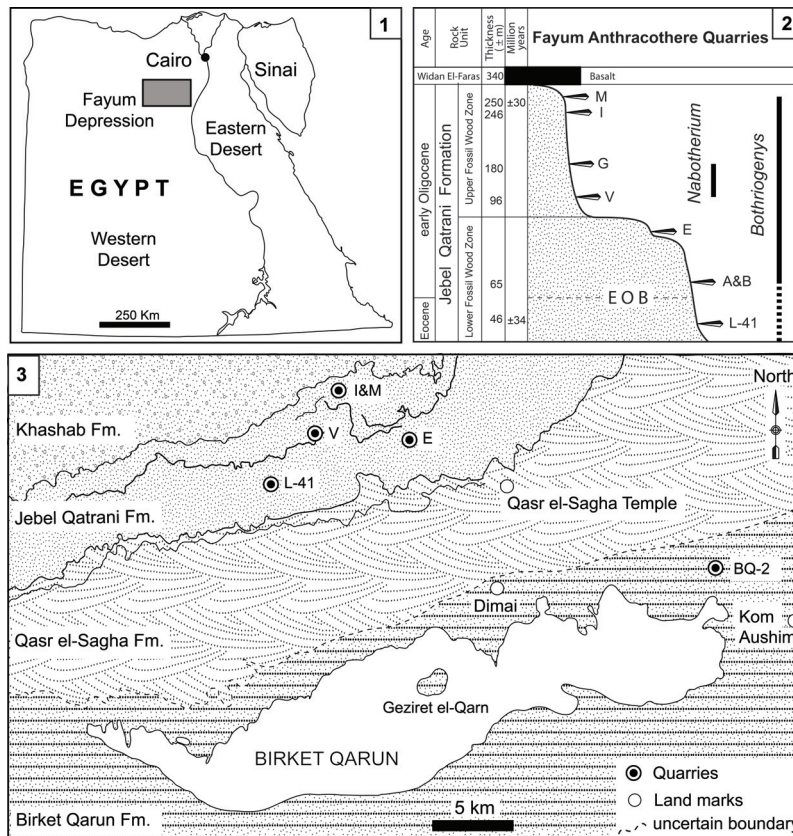 1
Cairo
Sinai
Fayum
Depression
Eastern
Desert
EGYPT
Western
Desert
250 Km
2
Age
Rock
Unit
Thickness
(± m)
Million
years
Fayum Anthracothere Quarries
Widan El-Faras
340
Basalt
early Oligocene
Eocene
Jebel Qatrani Formation
Upper Fossil Wood Zone
Lower Fossil Wood Zone
250
±30
246
180
96
65
46
±34
M
I
G
V
E
A&B
EOB
L-41
Nabotherium
Bothriogenys
3
North
I&M
Khashab Fm.
V
E
L-41
Qasr el-Sagha Temple
Jebel Qatrani Fm.
BQ-2
Dimai
Kom
Aushim
Qasr el-Sagha Fm.
Geziret el-Qarn
BIRKET QARUN
Quarries
Land marks
uncertain boundary
Birket Qarun Fm.
5 km